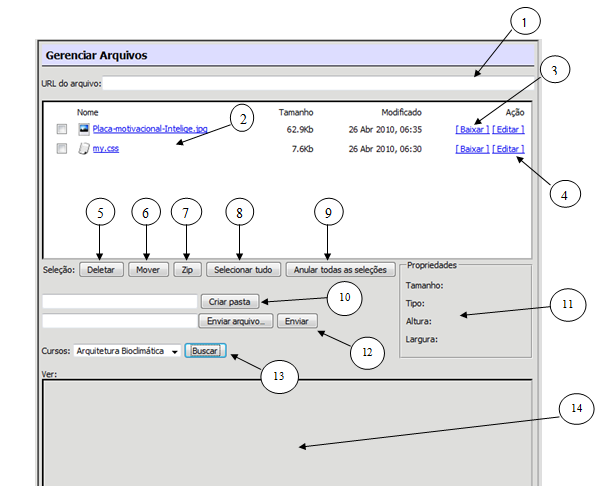 1
Gerenciar Arquivos
URL do arquivo:
3
Nome Tamanho Modificado Ação
Placa-motivacional-Inteliqe.jpg 62.9Kb 26 Abr 2010, 06:35 [ Baixar ] [ Editar ]
2
my.css 7.6Kb 26 Abr 2010, 06:30 [ Baixar ] [ Editar ]
4
5 6 7 8 9
Seleção: Deletar Mover Zip Selecionar tudo Anular todas as seleções
Propriedades
Tamanho:
Tipo:
Altura:
Largura:
10
11
Criar pasta
Enviar arquivo... Enviar
12
Cursos: Arquitetura Bioclimática Buscar
13
Ver:
14